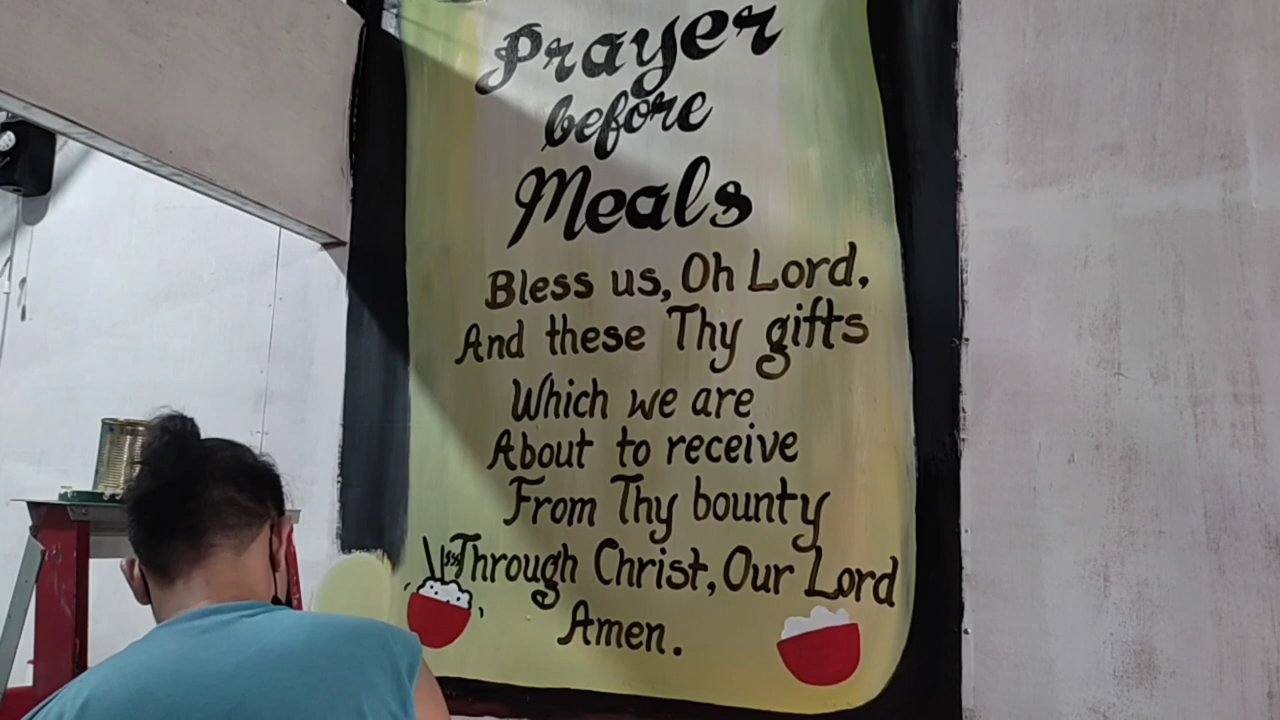 Prayer
before
Meals
Bless us, Oh Lord,
And these Thy gifts
Which we are
About to receive
From Thy bounty
Through Christ, Our Lord
Amen.